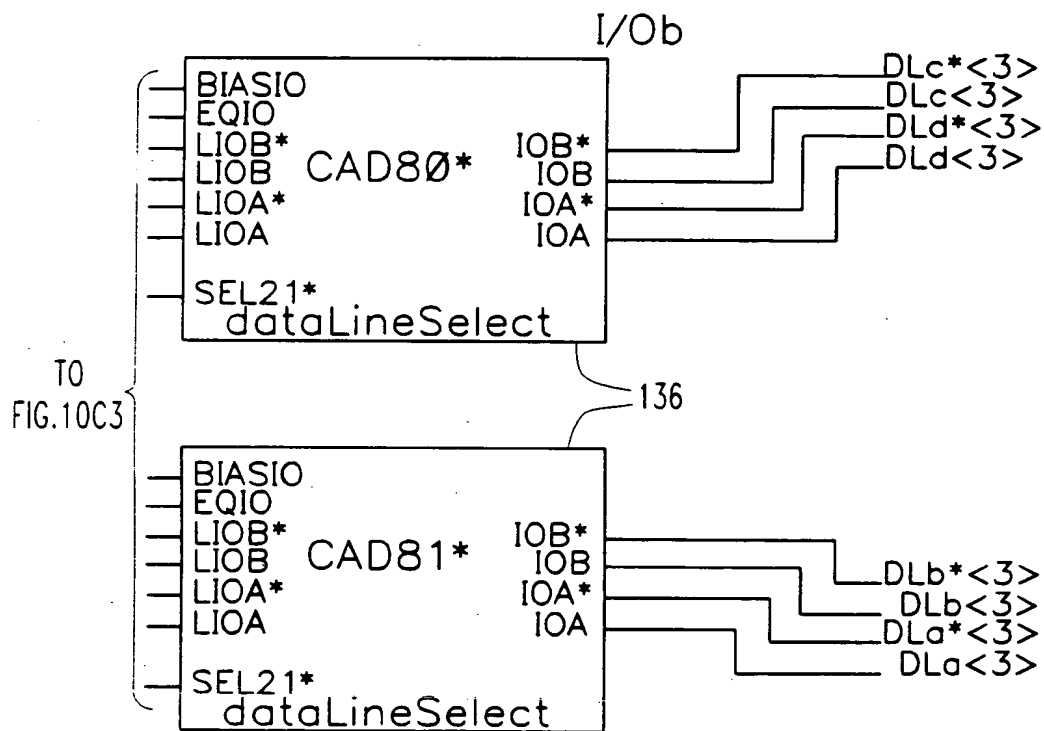 I/Ob
BIASIO
EQIO
LIOB*
LIOB
LIOA*
LIOA
SEL21*
CAD80*
dataLineSelect
IOB*
IOB
IOA*
IOA
DLc*<3>
DLc<3>
DLd*<3>
DLd<3>
TO
FIG.10C3
136
BIASIO
EQIO
LIOB*
LIOB
LIOA*
LIOA
SEL21*
CAD81*
dataLineSelect
IOB*
IOB
IOA*
IOA
DLb*<3>
DLb<3>
DLa*<3>
DLa<3>